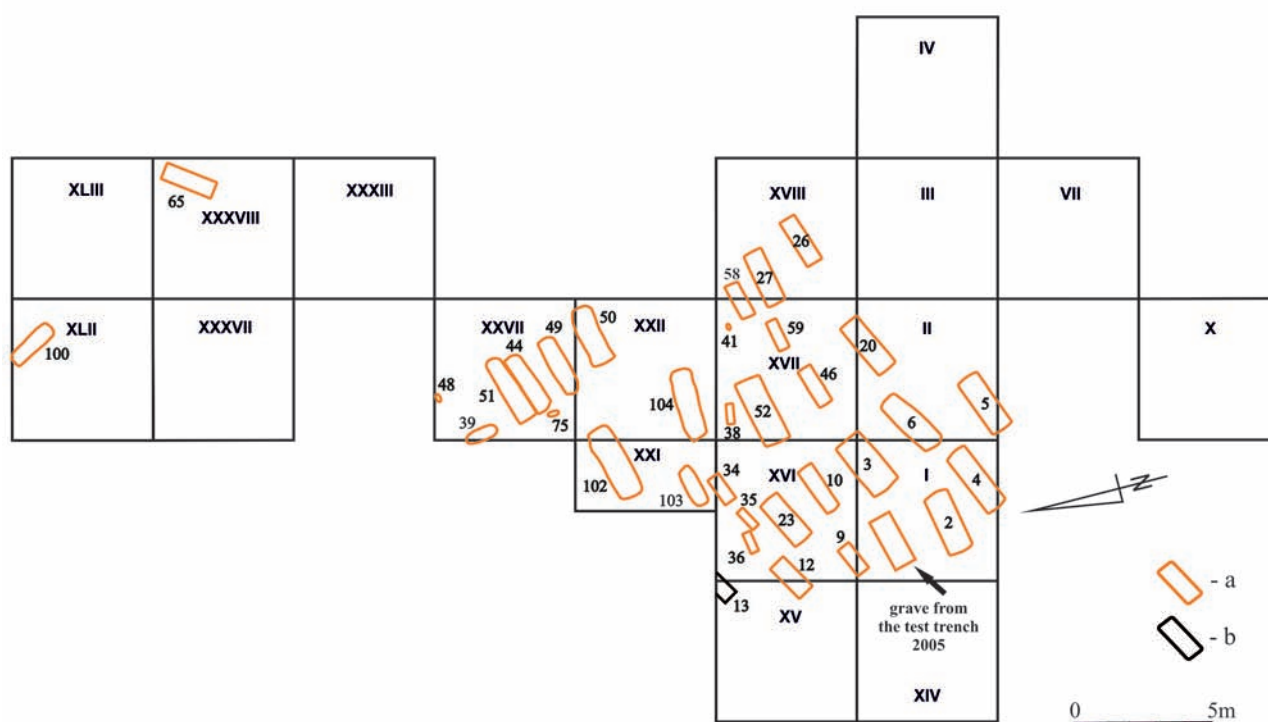 IV
XLIII
XXXVIII
XXXIII
XVIII
III
VII
65
26
27
58
XLII
100
XXXVII
XXVII
49
44
51
48
39
75
50
XXII
104
41
59
XVII
46
52
38
20
II
6
5
X
XXI
102
103
34
XVI
10
35
23
36
12
9
3
I
4
2
N
13
XV
grave from
the test trench
2005
XIV
- a
- b
0 5m